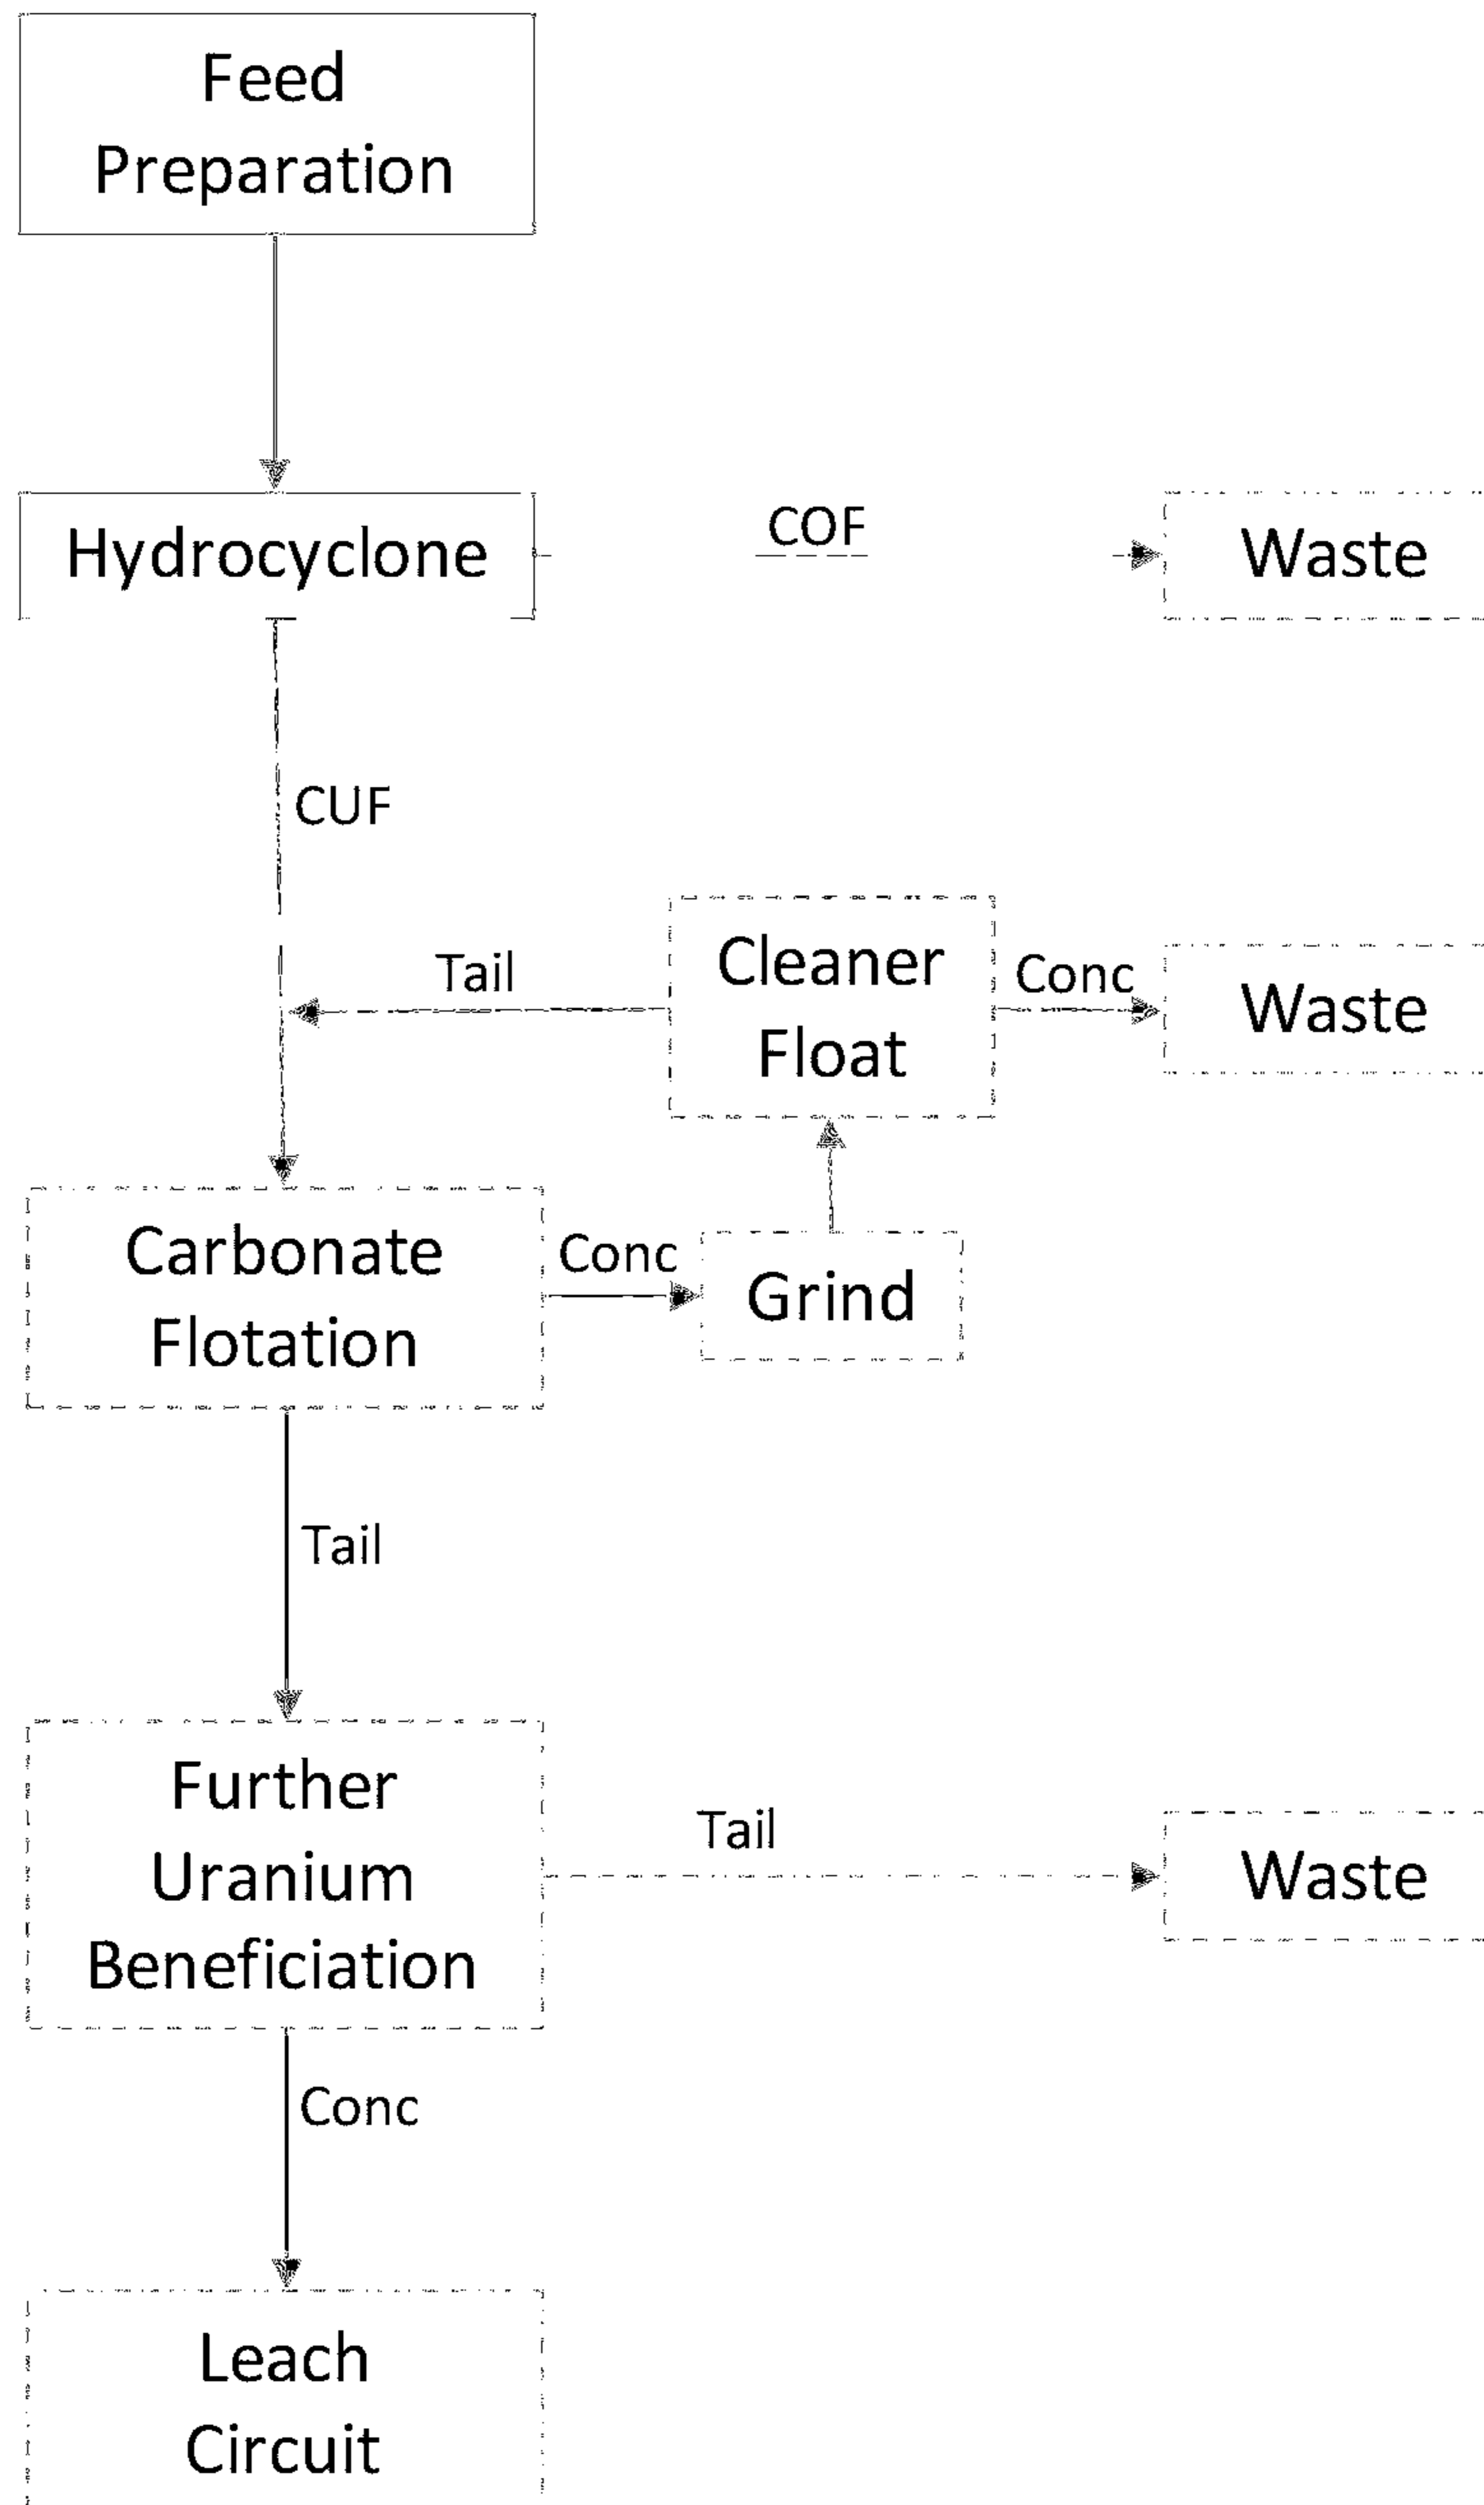 Feed
Preparation
Hydrocyclone
COF
Waste
CUF
Tail
Cleaner
Float
Conc
Waste
Carbonate
Flotation
Conc
Grind
Tail
Further
Uranium
Beneficiation
Tail
Waste
Conc
Leach
Circuit